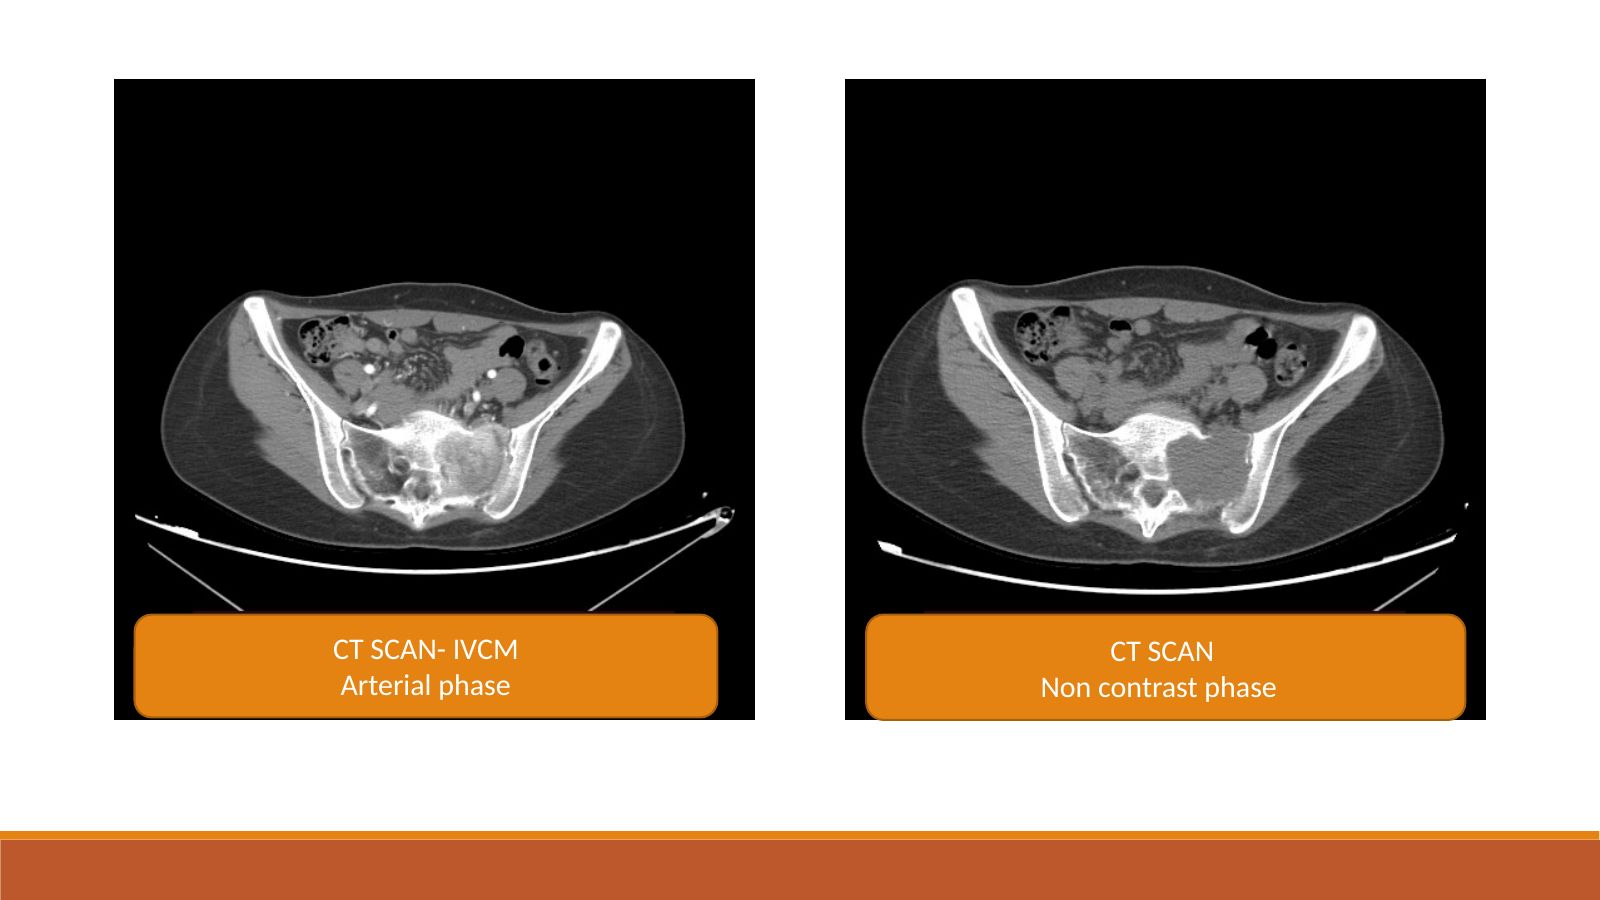 CT SCAN- IVCM
Arterial phase
CT SCAN
Non contrast phase